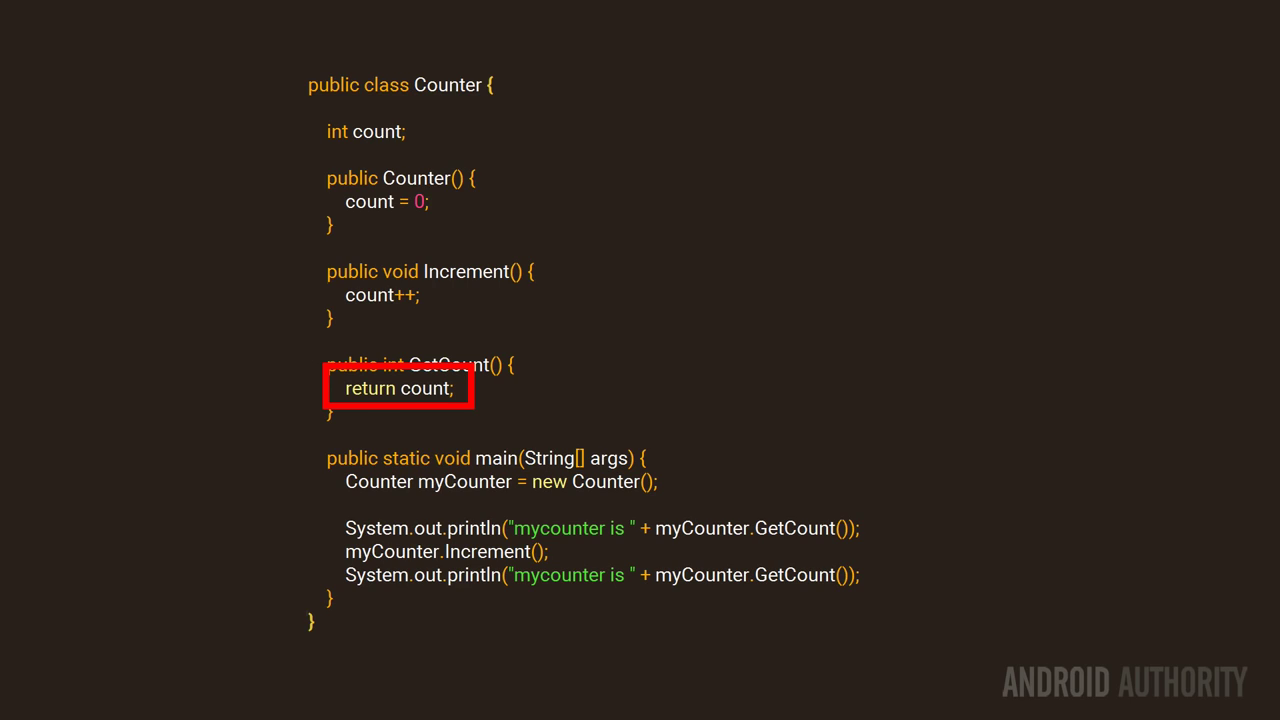 public class Counter {
int count;
public Counter() {
count = 0;
}
public void Increment() {
count++;
}
public int GetCount() {
return count;
}
public static void main(String[] args) {
Counter myCounter = new Counter();
System.out.println("mycounter is " + myCounter.GetCount());
myCounter.Increment();
System.out.println("mycounter is " + myCounter.GetCount());
}
}
ANDROID AUTHORITY